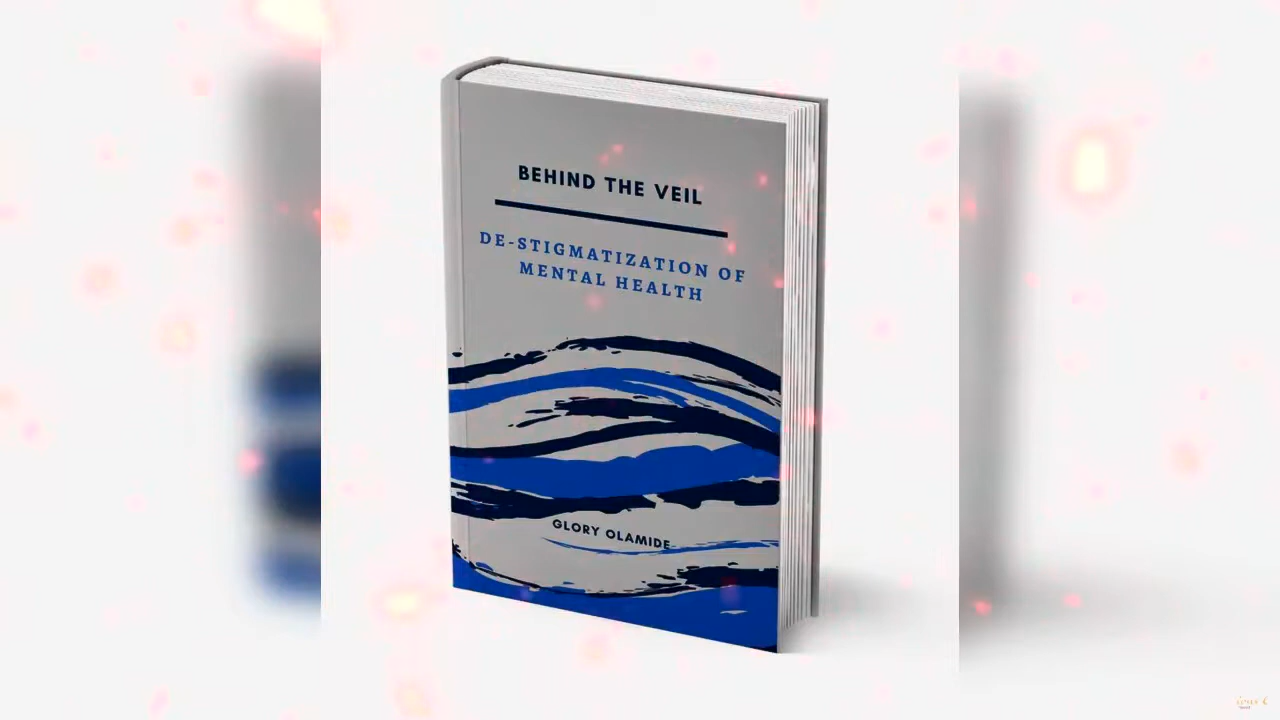 BEHIND THE VEIL
DE-STIGMATIZATION OF
MENTAL HEALTH
GLORY OLAMIDE